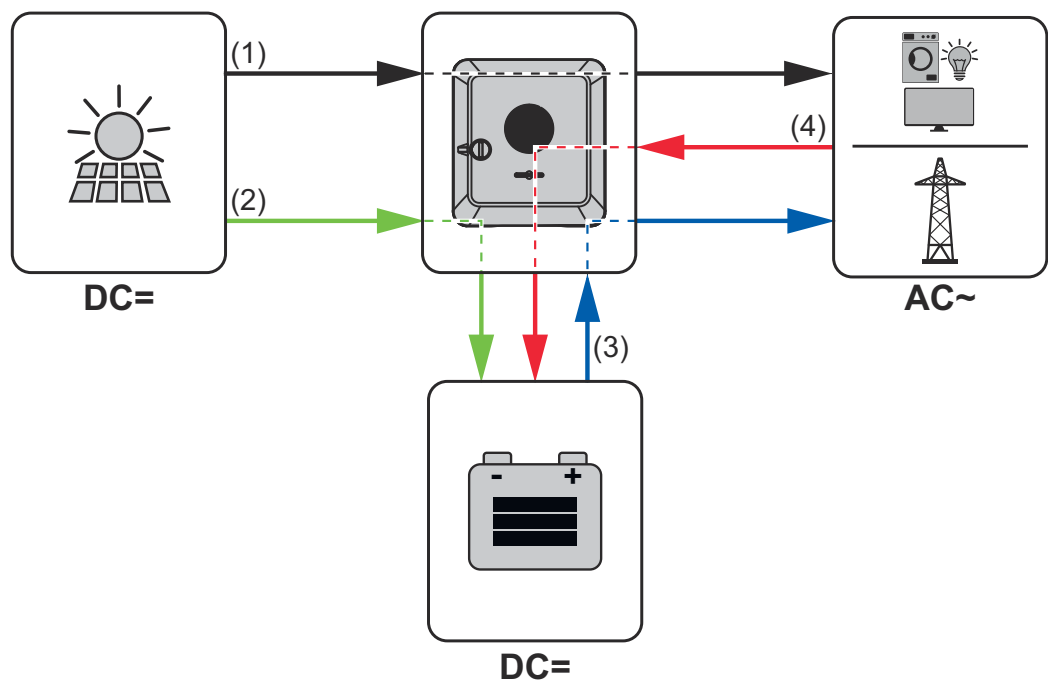 (1)
(4)
(2)
DC=
AC~
(3)
- +
DC=